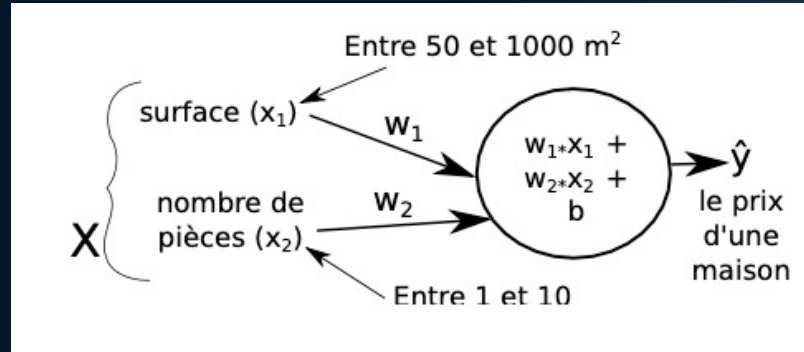 Entre 50 et 1000 m²
surface (x₁)
w₁
nombre de
pièces (x₂)
w₂
X
Entre 1 et 10
w₁*x₁ +
w₂*x₂ +
b
ŷ
le prix
d'une
maison